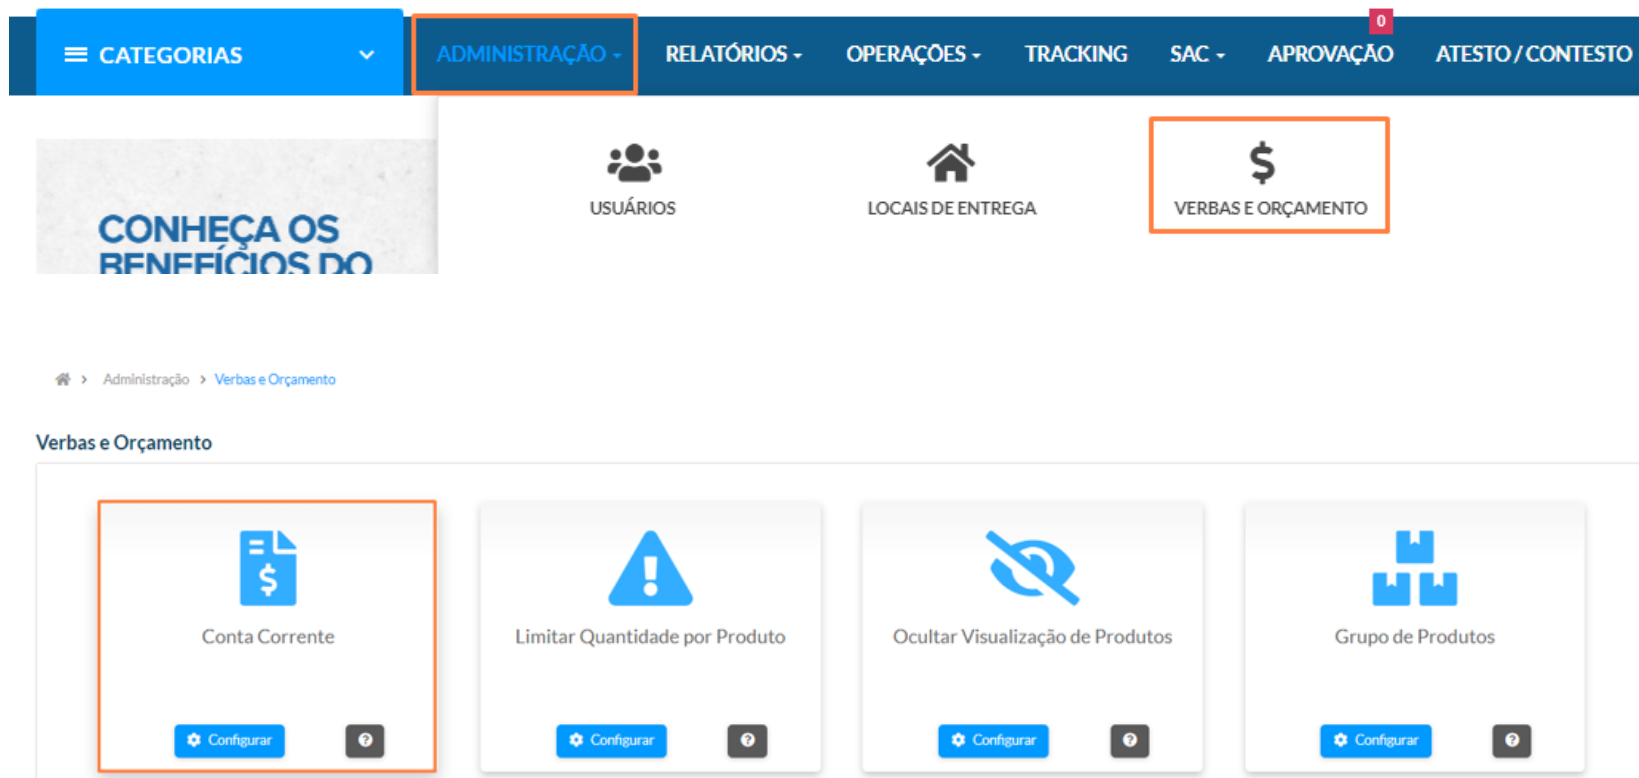 0
CATEGORIAS
ADMINISTRAÇÃO
RELATÓRIOS
OPERAÇÕES
TRACKING
SAC
APROVAÇÃO
ATESTO / CONTESTO
USUÁRIOS
LOCAIS DE ENTREGA
$
VERBAS E ORÇAMENTO
CONHEÇA OS
BENEFÍCIOS DO
> Administração > Verbas e Orçamento
Verbas e Orçamento
Conta Corrente
Limitar Quantidade por Produto
Ocultar Visualização de Produtos
Grupo de Produtos
Configurar
?
Configurar
?
Configurar
?
Configurar
?